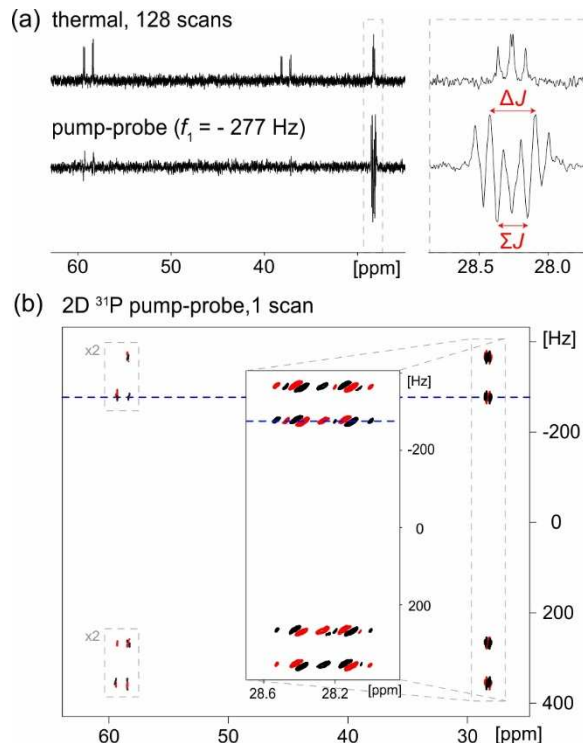 (a) thermal, 128 scans
ΔJ
pump-probe (f₁ = - 277 Hz)
ΣJ
60 40 [ppm] 28.5 28.0
(b) 2D ³¹P pump-probe,1 scan
[Hz]
x2
[Hz]
-200
-200
0
0
200
200
x2
28.6 28.2 [ppm]
400
60 50 40 30 [ppm]